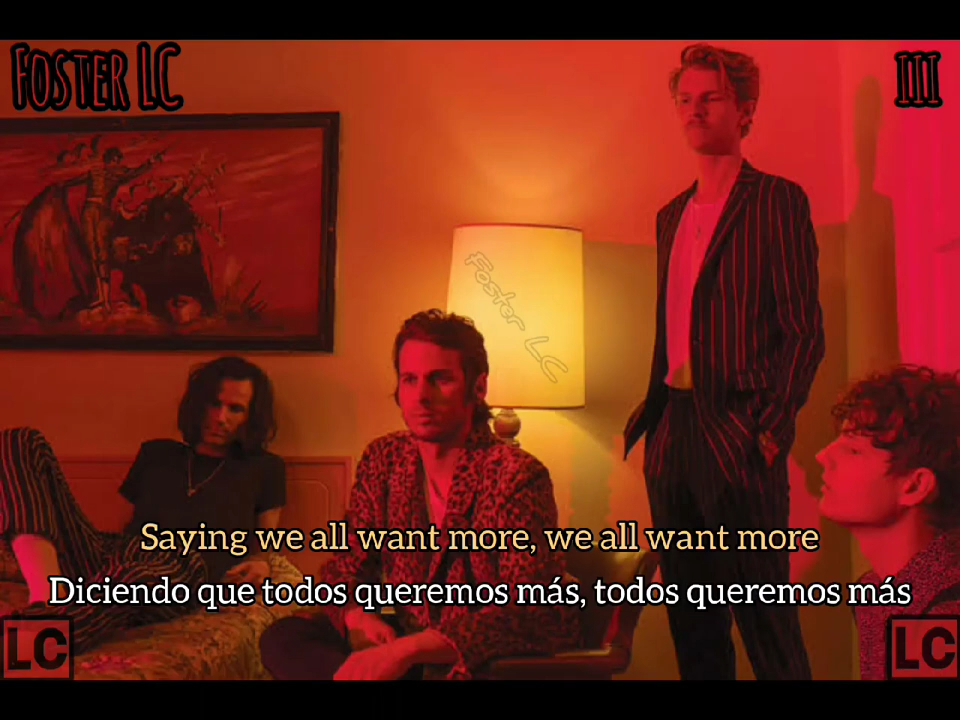 Foster LC
III
Foster LC
Saying we all want more, we all want more
Diciendo que todos queremos más, todos queremos más
LC
LC